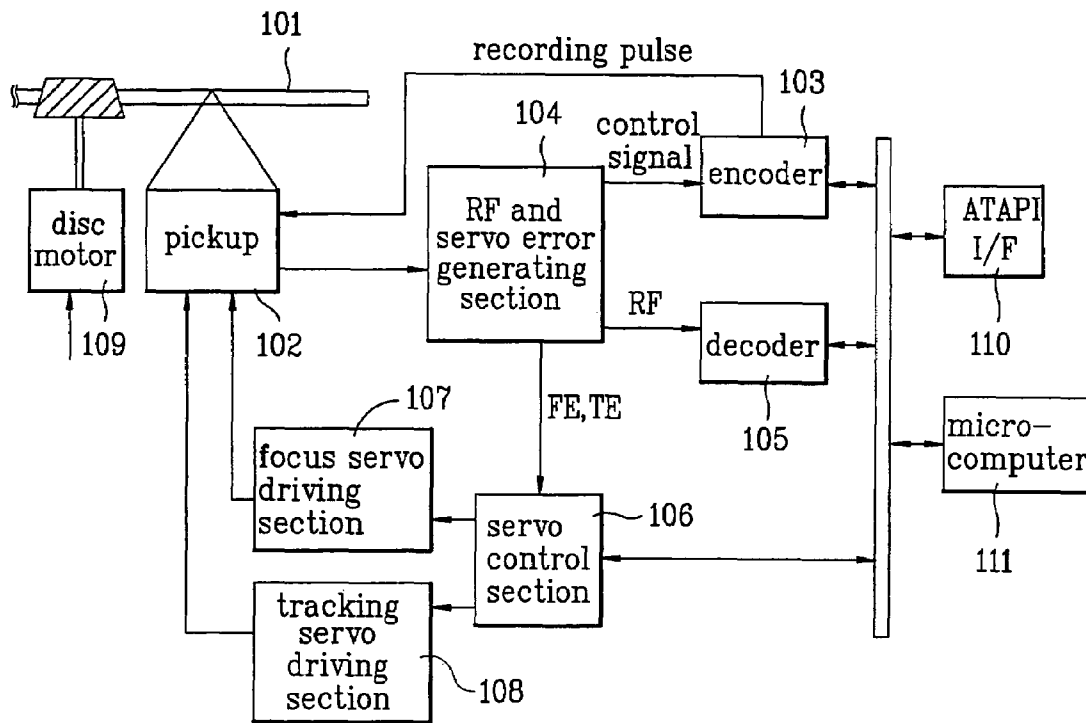 101
recording pulse
103
104
control
signal
encoder
disc
motor
pickup
RF and
servo error
generating
section
ATAPI
I/F
RF
109
102
decoder
110
107
FE,TE
105
focus servo
driving
section
micro-
computer
106
servo
control
section
111
tracking
servo
driving
section
108